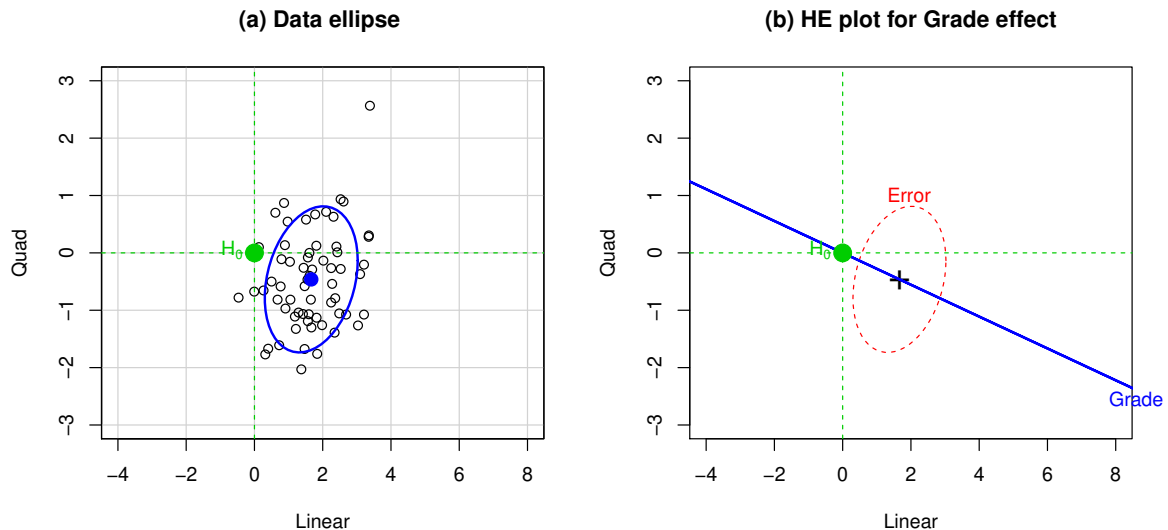 (a) Data ellipse
3
2
1
0
−1
−2
−3
Quad
H₀
−4 −2 0 2 4 6 8
Linear
(b) HE plot for Grade effect
3
2
1
0
−1
−2
−3
Quad
Error
H₀
Grade
−4 −2 0 2 4 6 8
Linear